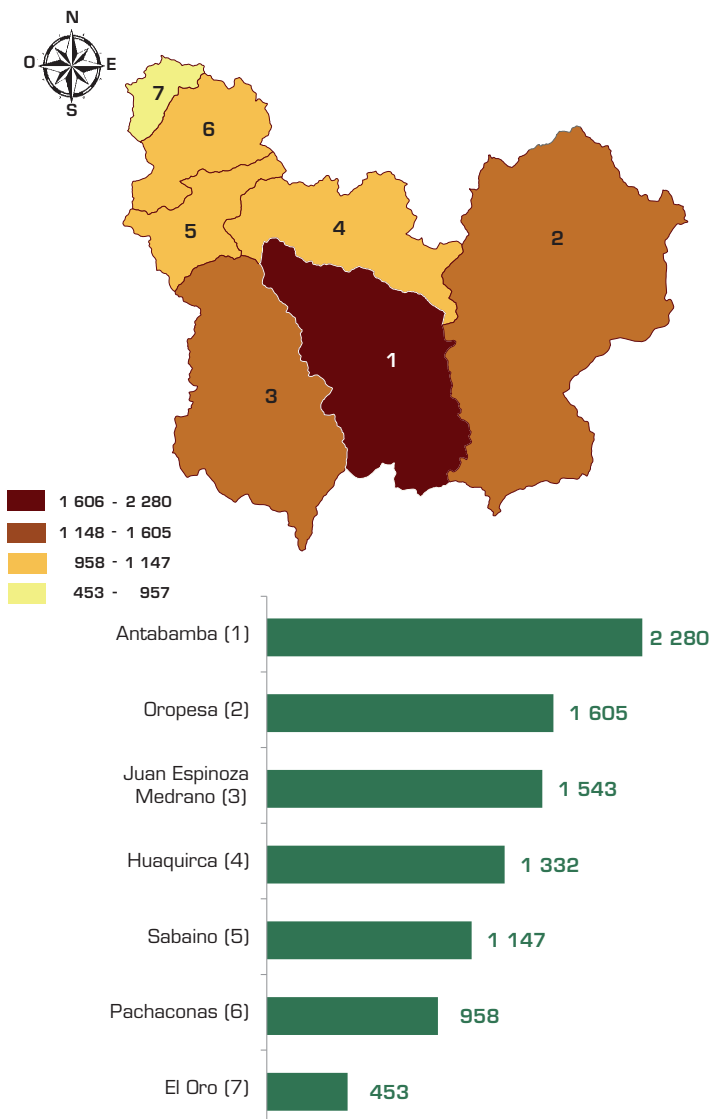 N
O E
S
7
6
5
4
2
1
3
1 606 - 2 280
1 148 - 1 605
958 - 1 147
453 - 957
Antabamba (1) 2 280
Oropesa (2) 1 605
Juan Espinoza
Medrano (3) 1 543
Huaquirca (4) 1 332
Sabaino (5) 1 147
Pachaconas (6) 958
El Oro (7) 453